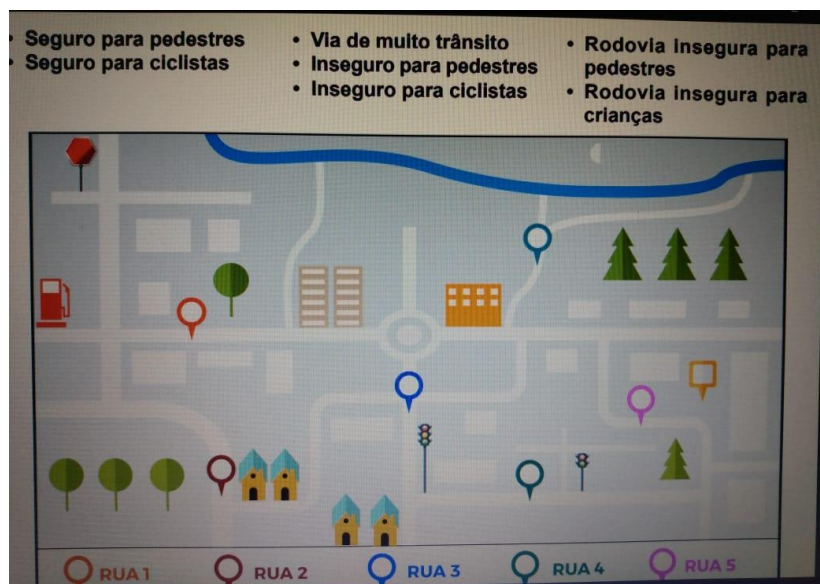 • Seguro para pedestres
• Seguro para ciclistas
• Via de muito trânsito
• Inseguro para pedestres
• Inseguro para ciclistas
• Rodovia insegura para
pedestres
• Rodovia insegura para
crianças
RUA 1
RUA 2
RUA 3
RUA 4
RUA 5